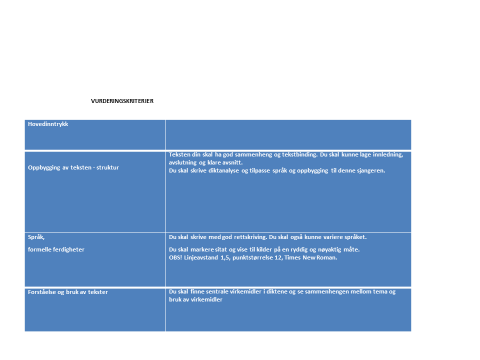 VURDERINGSKRITERIER
Hovedinntrykk
Oppbygging av teksten - struktur
Teksten din skal ha god sammenheng og tekstbinding. Du skal kunne lage innledning,
avslutning og klare avsnitt.
Du skal skrive diktanalyse og tilpasse språk og oppbygging til denne sjangeren.
Språk,
formelle ferdigheter
Du skal skrive med god rettskriving. Du skal også kunne variere språket.
Du skal markere sitat og vise til kilder på en ryddig og nøyaktig måte.
OBS! Linjeavstand 1,5, punktstørrelse 12, Times New Roman.
Forståelse og bruk av tekster
Du skal finne sentrale virkemidler i diktene og se sammenhengen mellom tema og
bruk av virkemidler